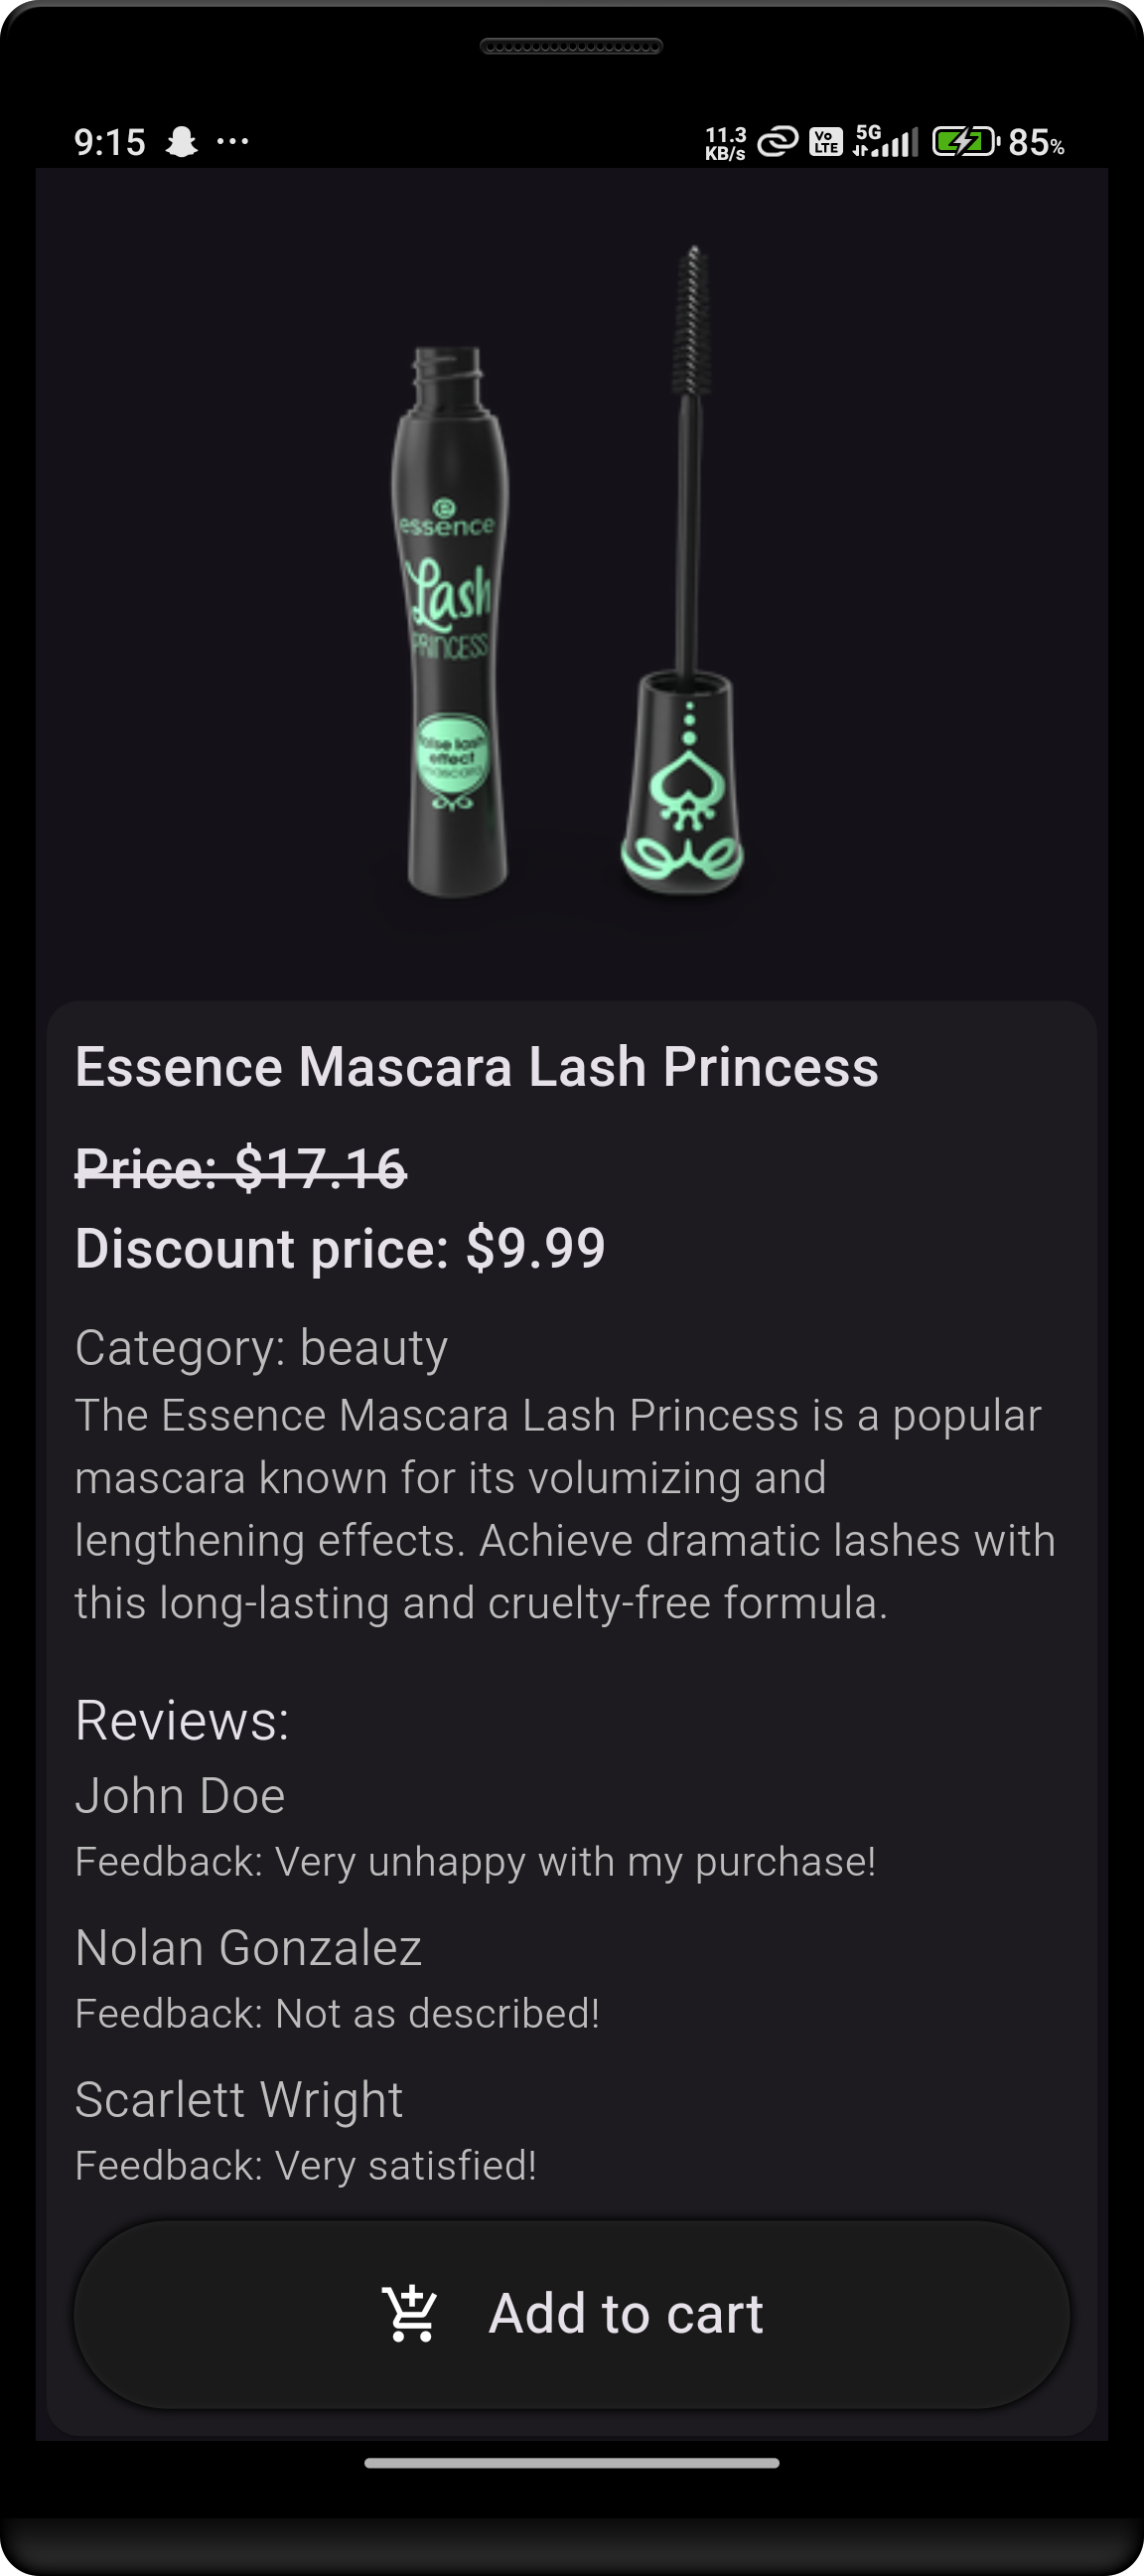 9:15 ...
11.3
KB/s
Vo
LTE
5G
85%
e
essence
Lash
PRINCESS
false lash
effect
mascara
Essence Mascara Lash Princess
Price: $17.16
Discount price: $9.99
Category: beauty
The Essence Mascara Lash Princess is a popular
mascara known for its volumizing and
lengthening effects. Achieve dramatic lashes with
this long-lasting and cruelty-free formula.
Reviews:
John Doe
Feedback: Very unhappy with my purchase!
Nolan Gonzalez
Feedback: Not as described!
Scarlett Wright
Feedback: Very satisfied!
Add to cart